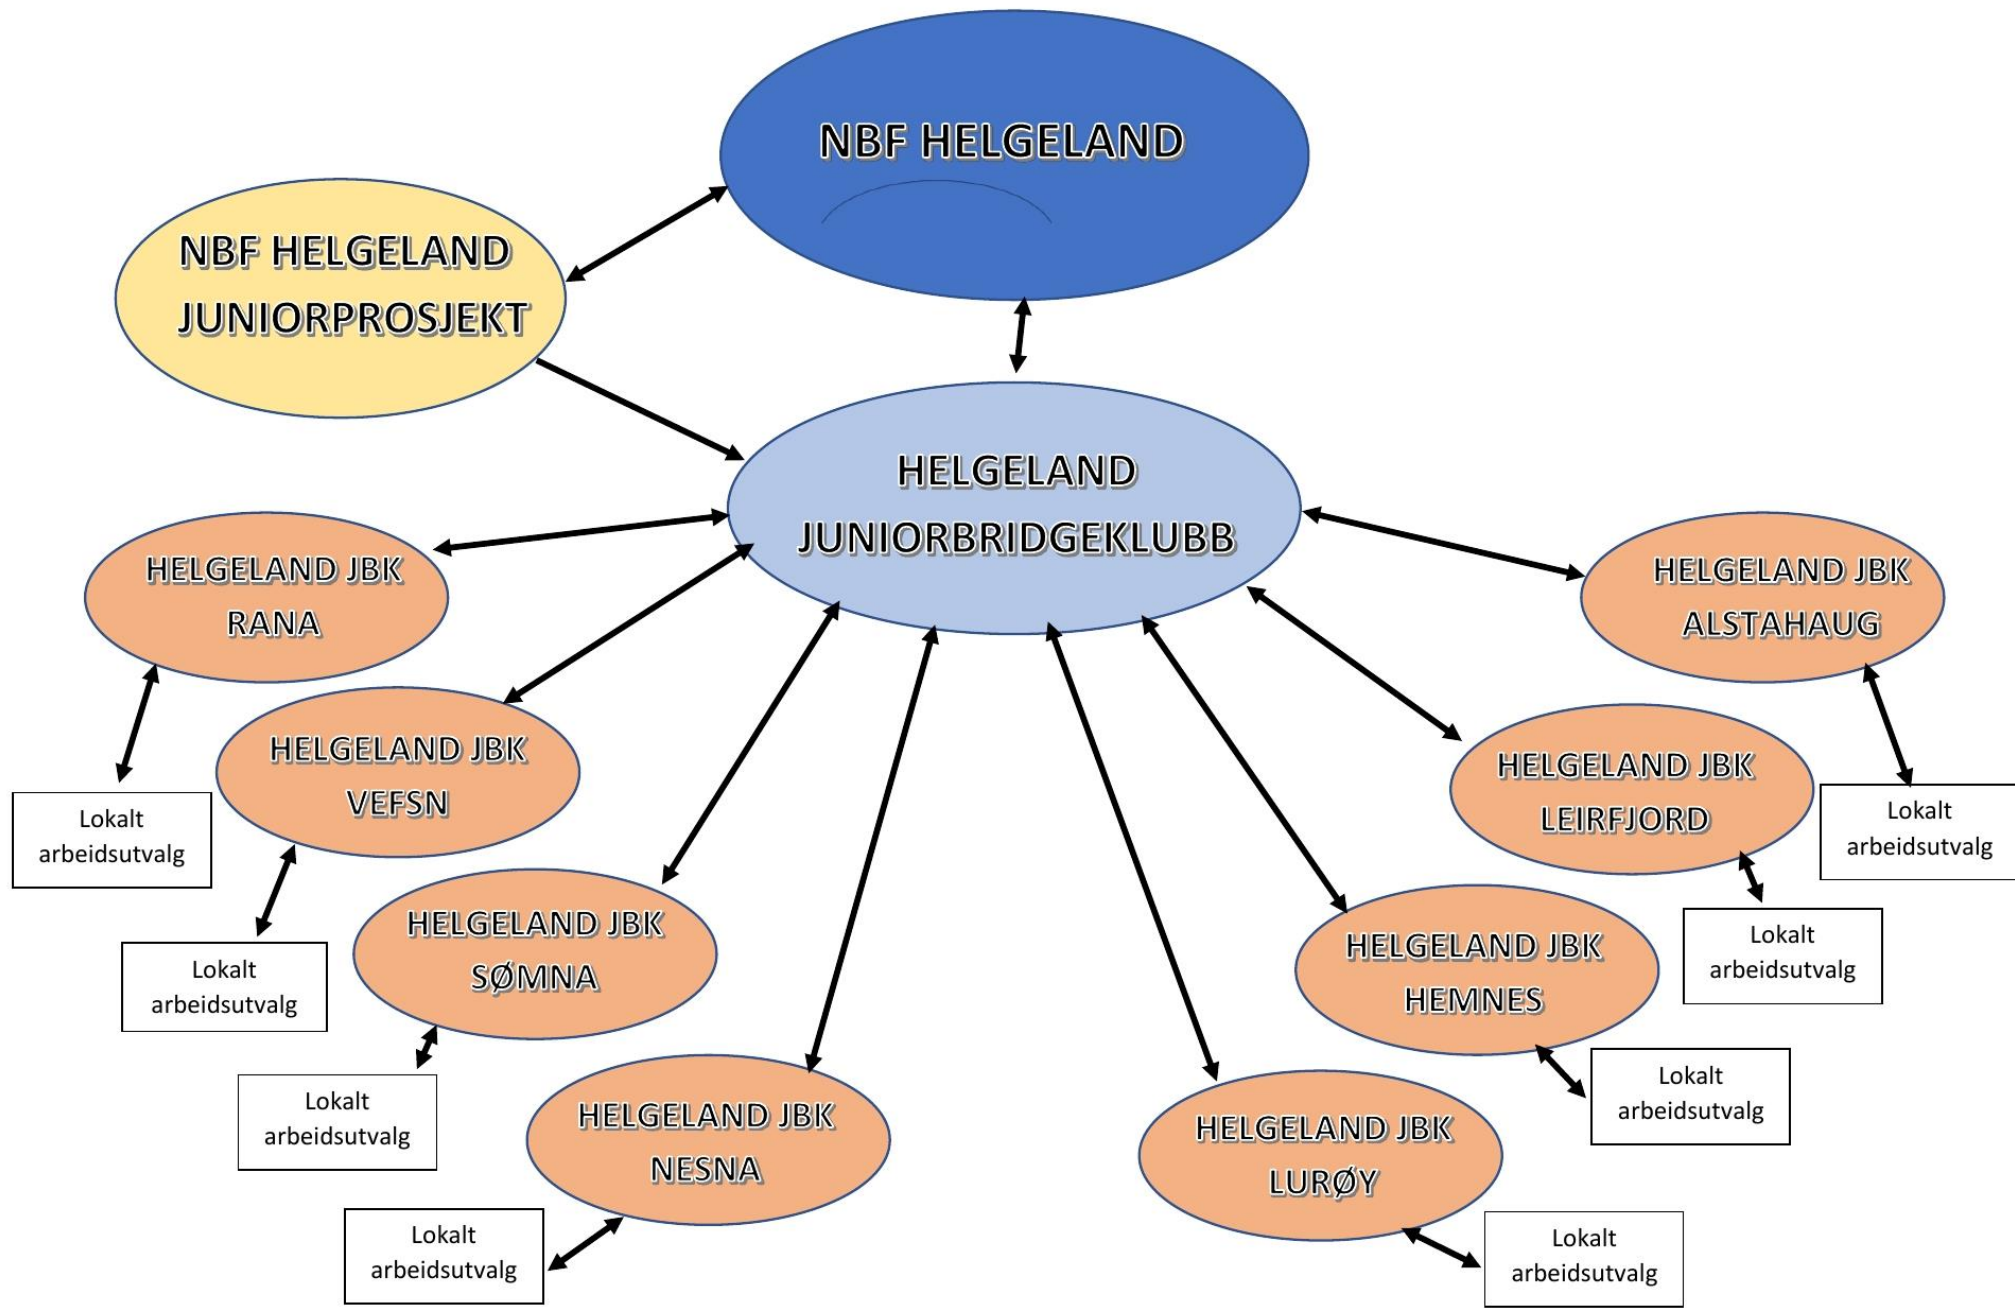 NBF HELGELAND
NBF HELGELAND
JUNIORPROSJEKT
HELGELAND
JUNIORBRIDGEKLUBB
HELGELAND JBK
RANA
Lokalt
arbeidsutvalg
HELGELAND JBK
VEFSN
Lokalt
arbeidsutvalg
HELGELAND JBK
SØMNA
Lokalt
arbeidsutvalg
HELGELAND JBK
NESNA
Lokalt
arbeidsutvalg
HELGELAND JBK
LURØY
Lokalt
arbeidsutvalg
HELGELAND JBK
HEMNES
Lokalt
arbeidsutvalg
HELGELAND JBK
LEIRFJORD
Lokalt
arbeidsutvalg
HELGELAND JBK
ALSTAHAUG
Lokalt
arbeidsutvalg